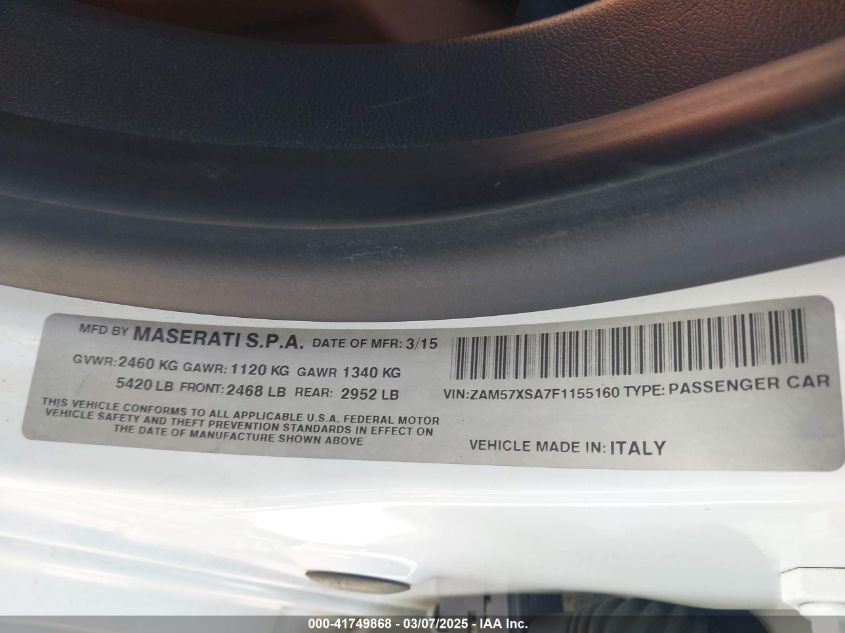 MFD BY MASERATI S.P.A. DATE OF MFR: 3/15
GVWR:2460 KG GAWR: 1120 KG GAWR 1340 KG
5420 LB FRONT: 2468 LB REAR: 2952 LB
THIS VEHICLE CONFORMS TO ALL APPLICABLE U.S.A. FEDERAL MOTOR
VEHICLE SAFETY AND THEFT PREVENTION STANDARDS IN EFFECT ON
THE DATE OF MANUFACTURE SHOWN ABOVE
VIN:ZAM57XSA7F1155160 TYPE: PASSENGER CAR
VEHICLE MADE IN: ITALY
000-41749868 - 03/07/2025 - IAA Inc.